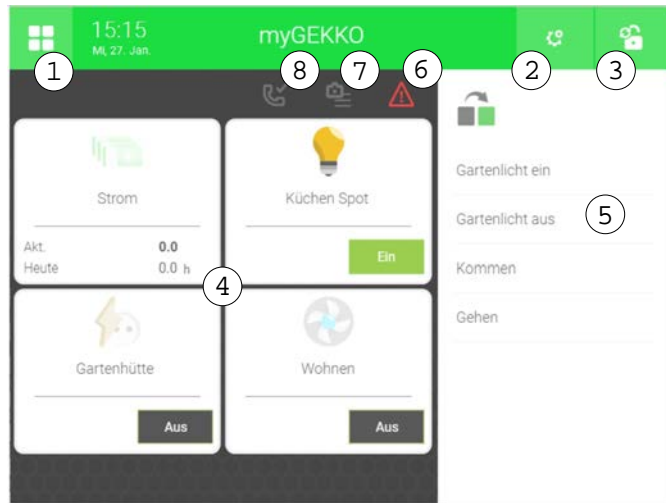 15:15
Mi, 27. Jan.
myGEKKO
1
2
3
8
7
6
Strom
Akt. 0.0
Heute 0.0 h
Küchen Spot
Ein
4
Gartenhütte
Aus
Wohnen
Aus
Gartenlicht ein
Gartenlicht aus
5
Kommen
Gehen